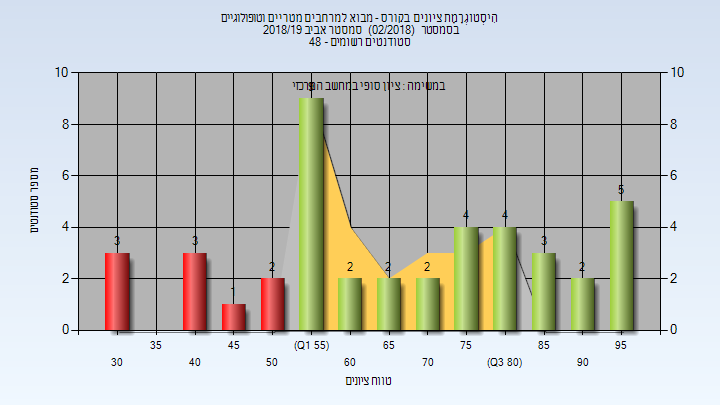 היסטוגרמת ציונים בקורס - מבוא למרחבים מטריים וטופולוגיים
בסמסטר (02/2018) סמסטר אביב 2018/19
סטודנטים רשומים - 48
במשימה : ציון סופי במחשב המרכזי
מספר סטודנטים
10 10
8 8
6 6
4 4
2 2
0 0
3 3 1 2 9 2 2 2 4 4 3 2 5
35 45 (Q1 55) 65 75 85 95
30 40 50 60 70 (Q3 80) 90
טווח ציונים